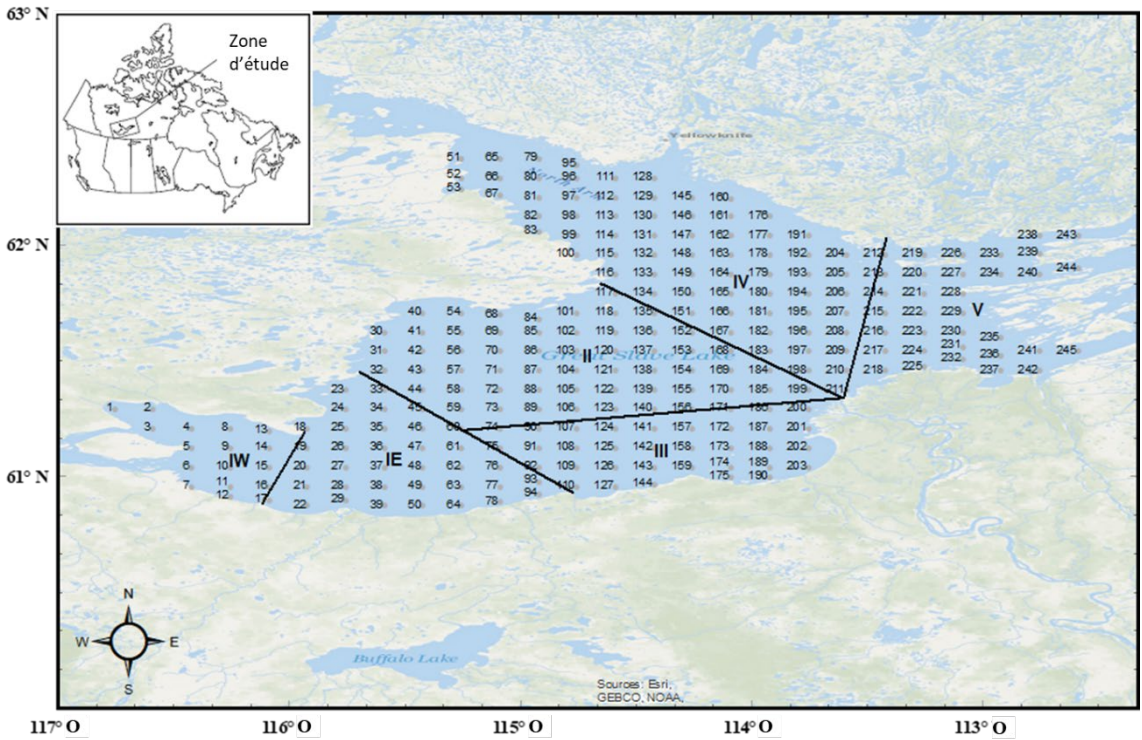 63° N
Zone
d'étude
Yellowknife
51 65 79 95
52 66 80 96 111 128
53 67 81 97 112 129 145 160
82 98 113 130 146 161 176
83 99 114 131 147 162 177 191 238 243
62° N
100 115 132 148 163 178 192 204 212 219 226 233 239
116 133 149 164 179 193 205 213 220 227 234 240 244
IV
117 134 150 165 180 194 206 214 221 228
40 54 68 84 101 118 135 151 166 181 195 207 215 222 229
V
30 41 55 69 85 102 119 136 152 167 182 196 208 216 223 230 235
31 42 56 70 86 103 120 137 153 168 183 197 209 217 224 231 232 236 241 245
II
Great Slave Lake
32 43 57 71 87 104 121 138 154 169 184 198 210 218 225 237 242
23 33 44 58 72 88 105 122 139 155 170 185 199 211
1 2 24 34 45 59 73 89 106 123 140 156 171 186 200
3 4 8 13 18 25 35 46 60 74 90 107 124 141 157 172 187 201
5 9 14 19 26 36 47 61 75 91 108 125 142 158 173 188 202
IW
IE
III
61° N
6 10 15 20 27 37 48 62 76 92 109 126 143 159 174 189 203
7 11 16 21 28 38 49 63 77 93 110 127 144 175 190
12 17 22 29 39 50 64 78 94
N
W E
S
Buffalo Lake
Sources: Esri,
GEBCO, NOAA,
117° O 116° O 115° O 114° O 113° O